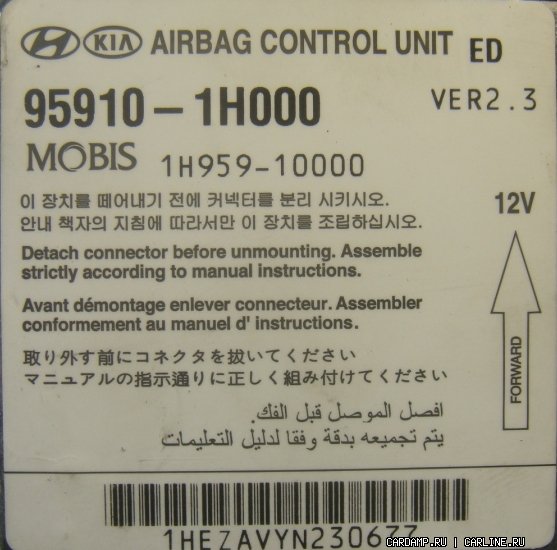 HYUNDAI KIA AIRBAG CONTROL UNIT ED
95910-1H000 VER2.3
MOBIS 1H959-10000
이 장치를 떼어내기 전에 커넥터를 분리 시키시오.
안내 책자의 지침에 따라서만 이 장치를 조립하십시오.
12V
Detach connector before unmounting. Assemble
strictly according to manual instructions.
Avant démontage enlever connecteur. Assembler
conformement au manuel d' instructions.
FORWARD
取り外す前にコネクタを抜いてください
マニュアルの指示通りに正しく組み付けてください
افصل الموصل قبل الفك.
يتم تجميعه بدقة وفقا لدليل التعليمات
1HEZAVYN230677
CARDAMP.RU | CARLINE.RU